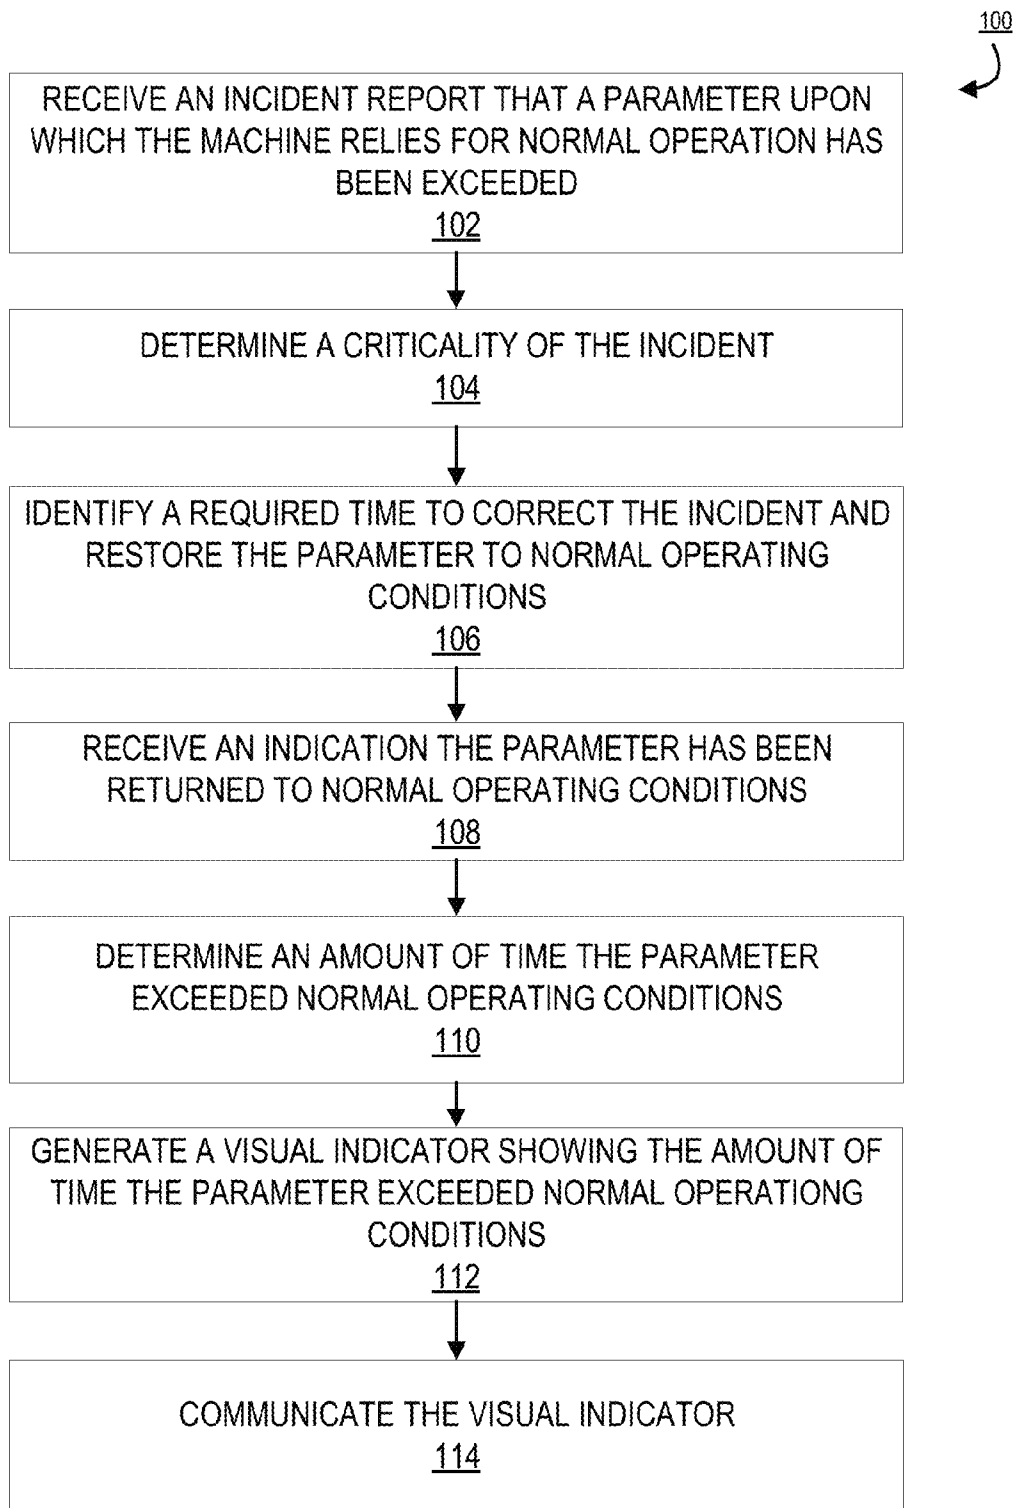 100
RECEIVE AN INCIDENT REPORT THAT A PARAMETER UPON
WHICH THE MACHINE RELIES FOR NORMAL OPERATION HAS
BEEN EXCEEDED
102
DETERMINE A CRITICALITY OF THE INCIDENT
104
IDENTIFY A REQUIRED TIME TO CORRECT THE INCIDENT AND
RESTORE THE PARAMETER TO NORMAL OPERATING
CONDITIONS
106
RECEIVE AN INDICATION THE PARAMETER HAS BEEN
RETURNED TO NORMAL OPERATING CONDITIONS
108
DETERMINE AN AMOUNT OF TIME THE PARAMETER
EXCEEDED NORMAL OPERATING CONDITIONS
110
GENERATE A VISUAL INDICATOR SHOWING THE AMOUNT OF
TIME THE PARAMETER EXCEEDED NORMAL OPERATIONG
CONDITIONS
112
COMMUNICATE THE VISUAL INDICATOR
114